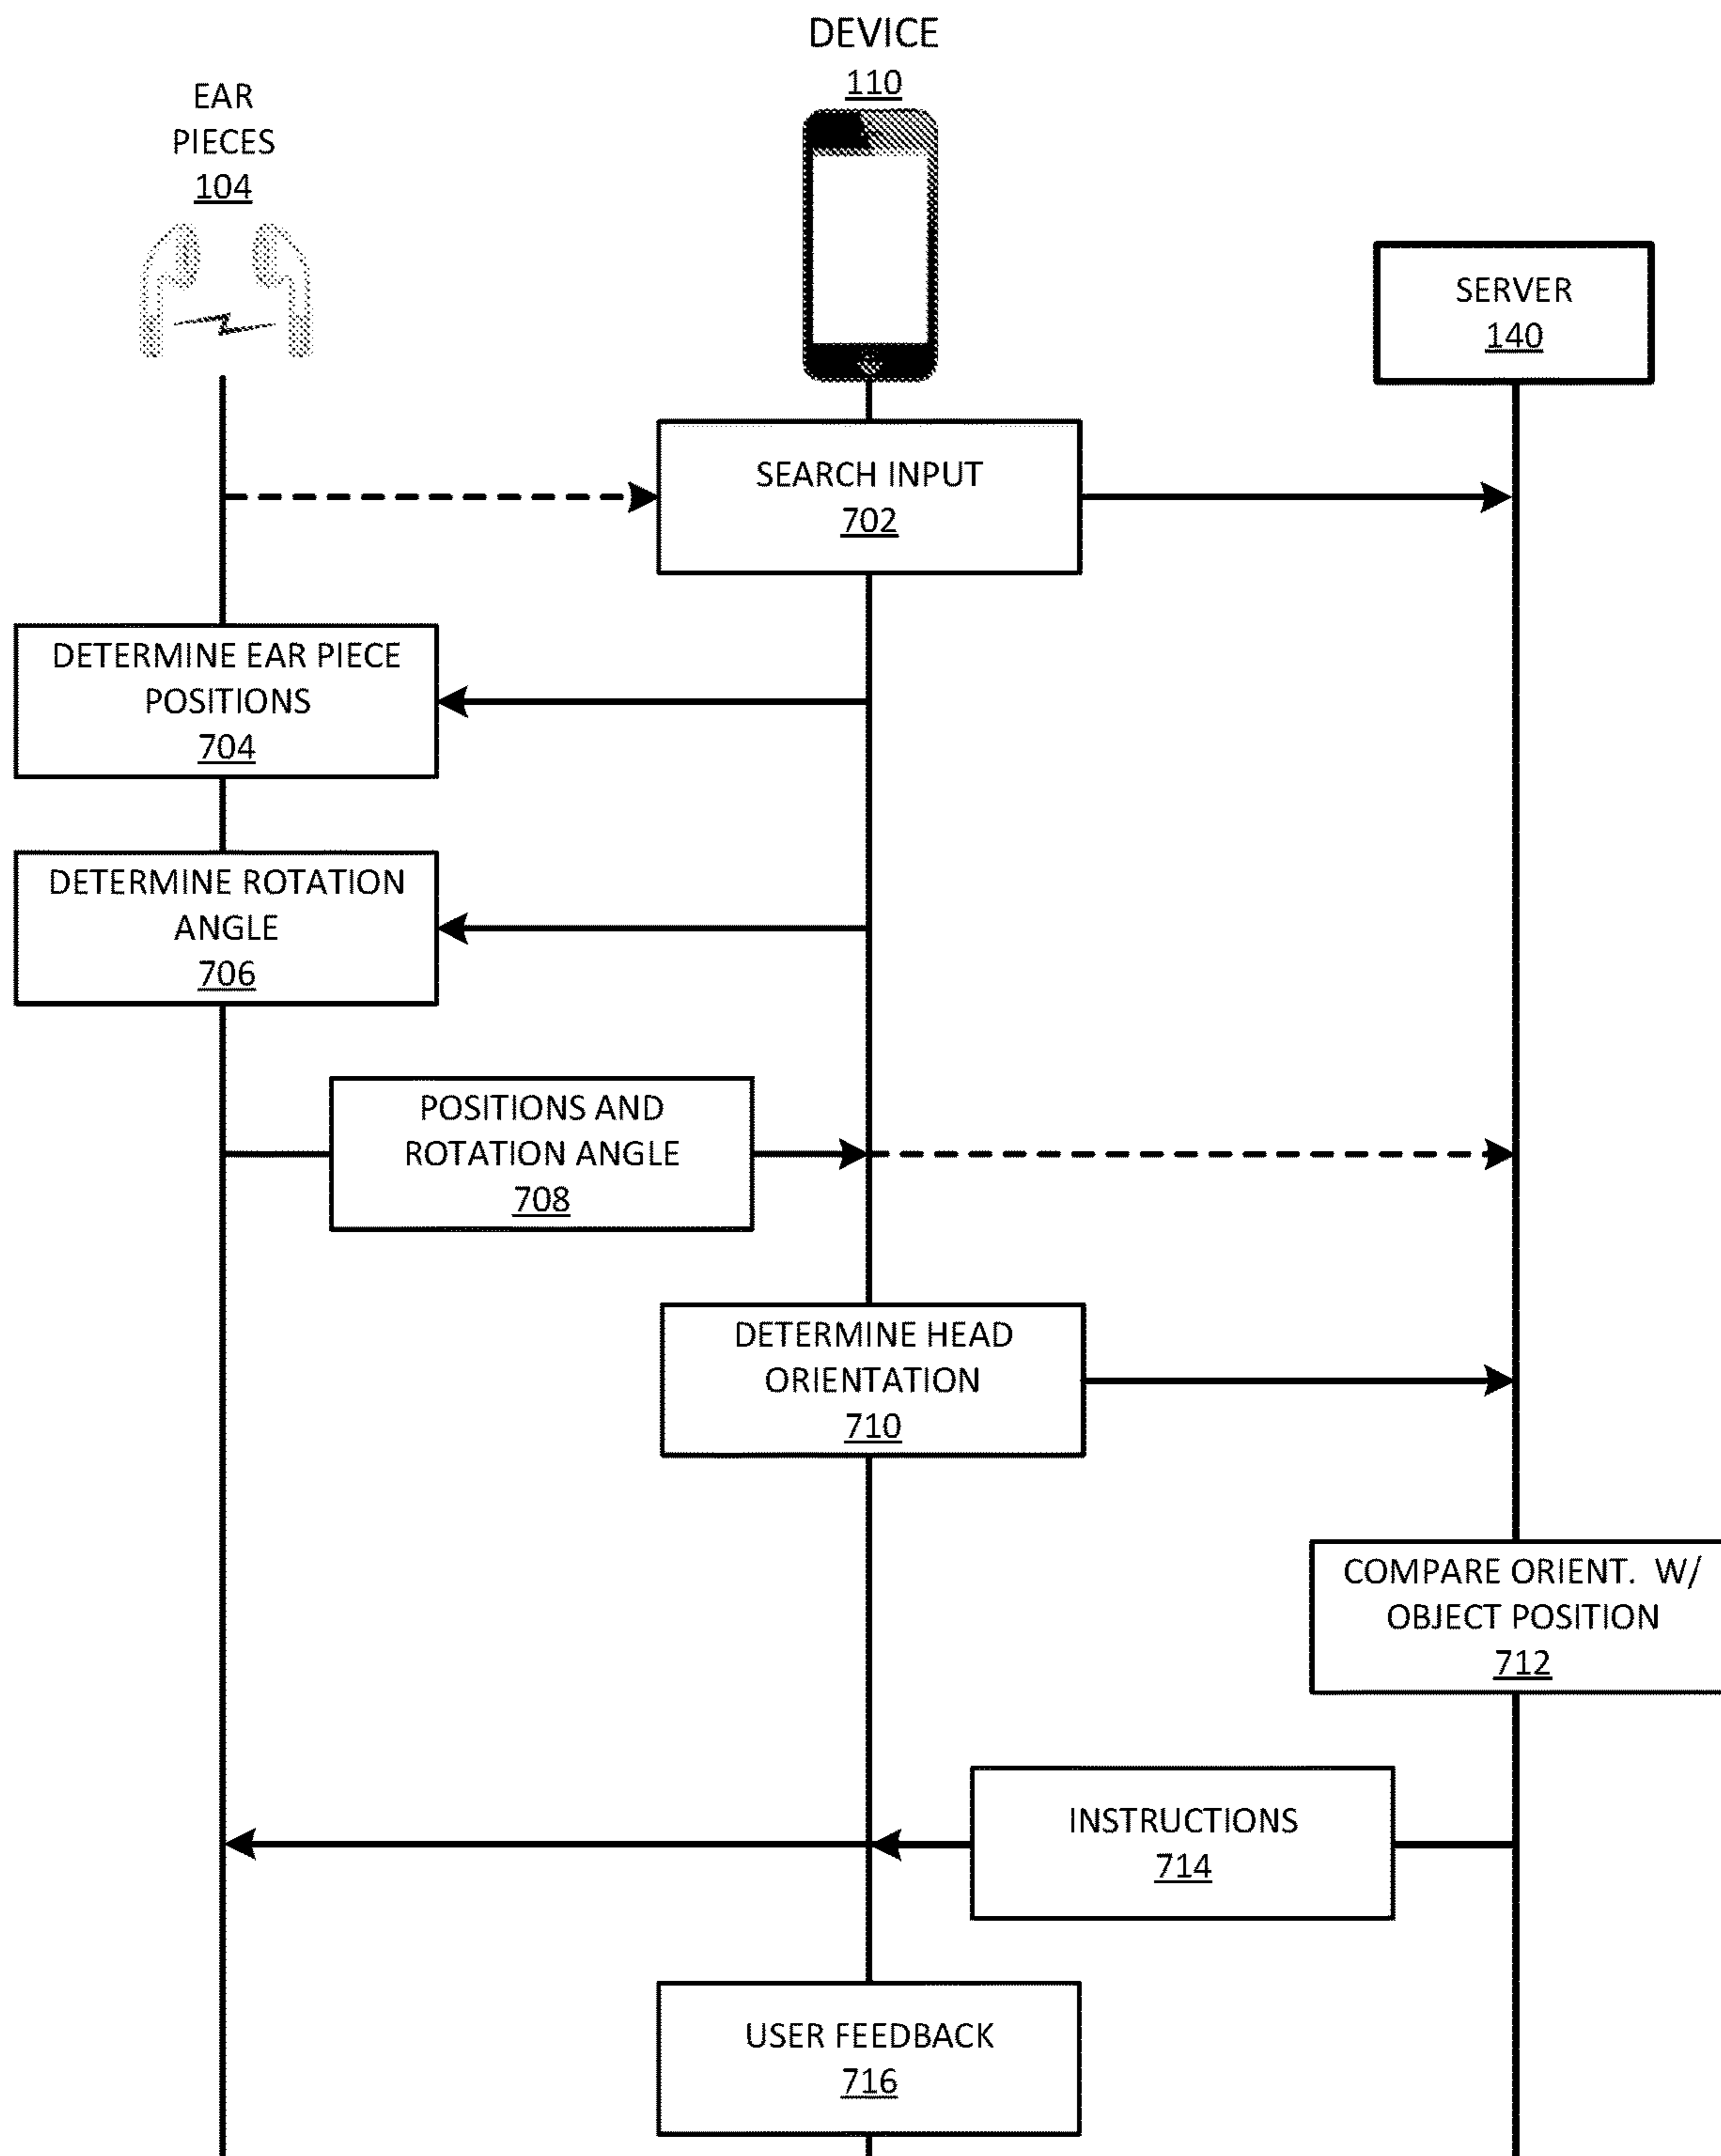 DEVICE
110
EAR
PIECES
104
SERVER
140
SEARCH INPUT
702
DETERMINE EAR PIECE
POSITIONS
704
DETERMINE ROTATION
ANGLE
706
POSITIONS AND
ROTATION ANGLE
708
DETERMINE HEAD
ORIENTATION
710
COMPARE ORIENT. W/
OBJECT POSITION
712
INSTRUCTIONS
714
USER FEEDBACK
716